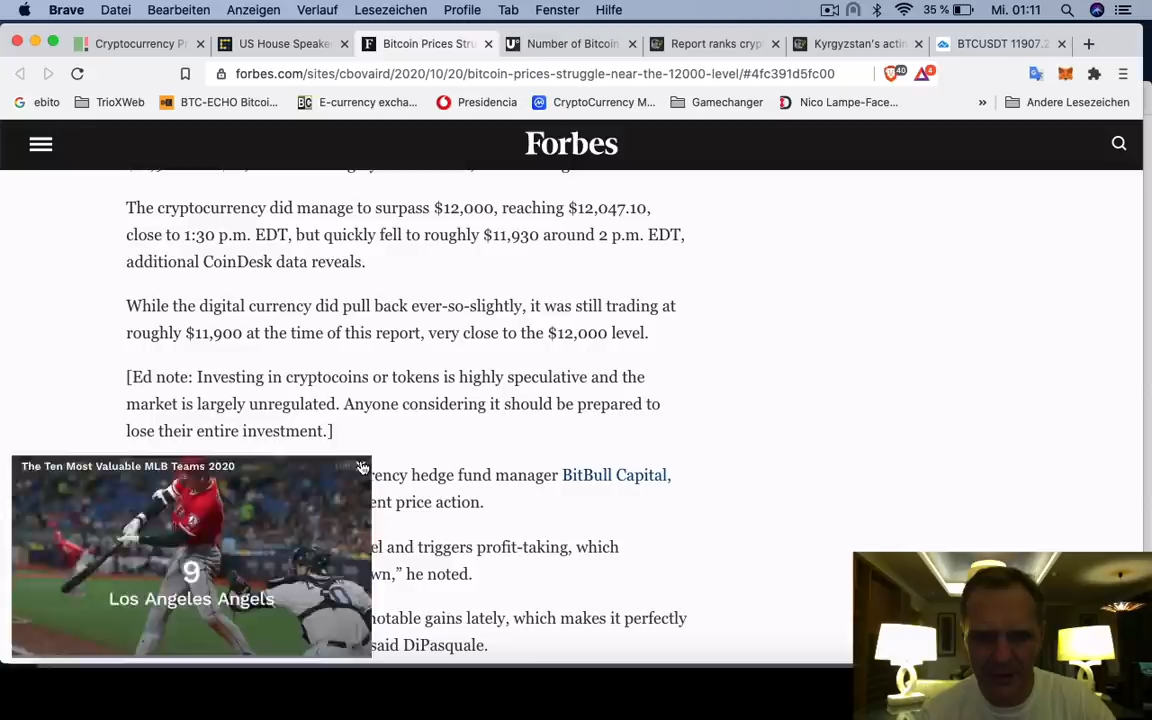 Brave Datei Bearbeiten Anzeigen Verlauf Lesezeichen Profile Tab Fenster Hilfe 35 % Mi. 01:11
Cryptocurrency Pr US House Speake Bitcoin Prices Stru Number of Bitcoin Report ranks cryp Kyrgyzstan's actin BTCUSDT 11907.2
forbes.com/sites/cbovaird/2020/10/20/bitcoin-prices-struggle-near-the-12000-level/#4fc391d5fc00 40 4
ebito TrioXWeb BTC-ECHO Bitcoi... E-currency excha... Presidencia CryptoCurrency M... Gamechanger Nico Lampe-Face... » Andere Lesezeichen
Forbes
The cryptocurrency did manage to surpass $12,000, reaching $12,047.10,
close to 1:30 p.m. EDT, but quickly fell to roughly $11,930 around 2 p.m. EDT,
additional CoinDesk data reveals.
While the digital currency did pull back ever-so-slightly, it was still trading at
roughly $11,900 at the time of this report, very close to the $12,000 level.
[Ed note: Investing in cryptocoins or tokens is highly speculative and the
market is largely unregulated. Anyone considering it should be prepared to
lose their entire investment.]
The Ten Most Valuable MLB Teams 2020
9
Los Angeles Angels
rency hedge fund manager BitBull Capital,
ent price action.
el and triggers profit-taking, which
wn,” he noted.
notable gains lately, which makes it perfectly
said DiPasquale.